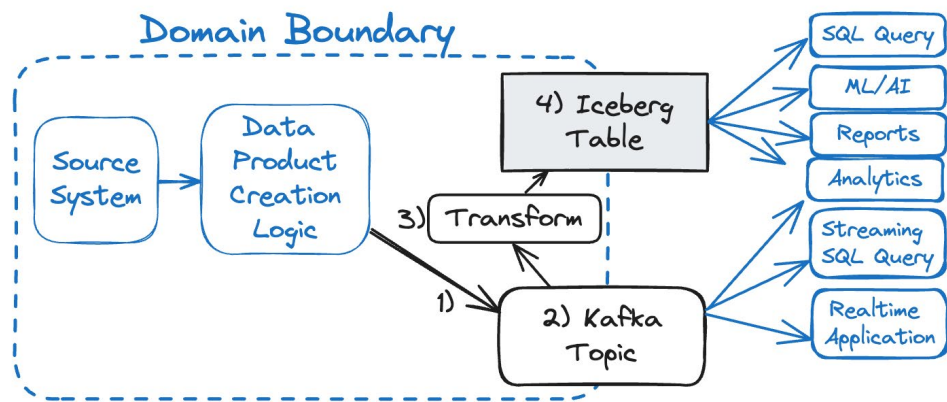 Domain Boundary
Source
System
Data
Product
Creation
Logic
1)
2) Kafka
Topic
3) Transform
4) Iceberg
Table
SQL Query
ML/AI
Reports
Analytics
Streaming
SQL Query
Realtime
Application